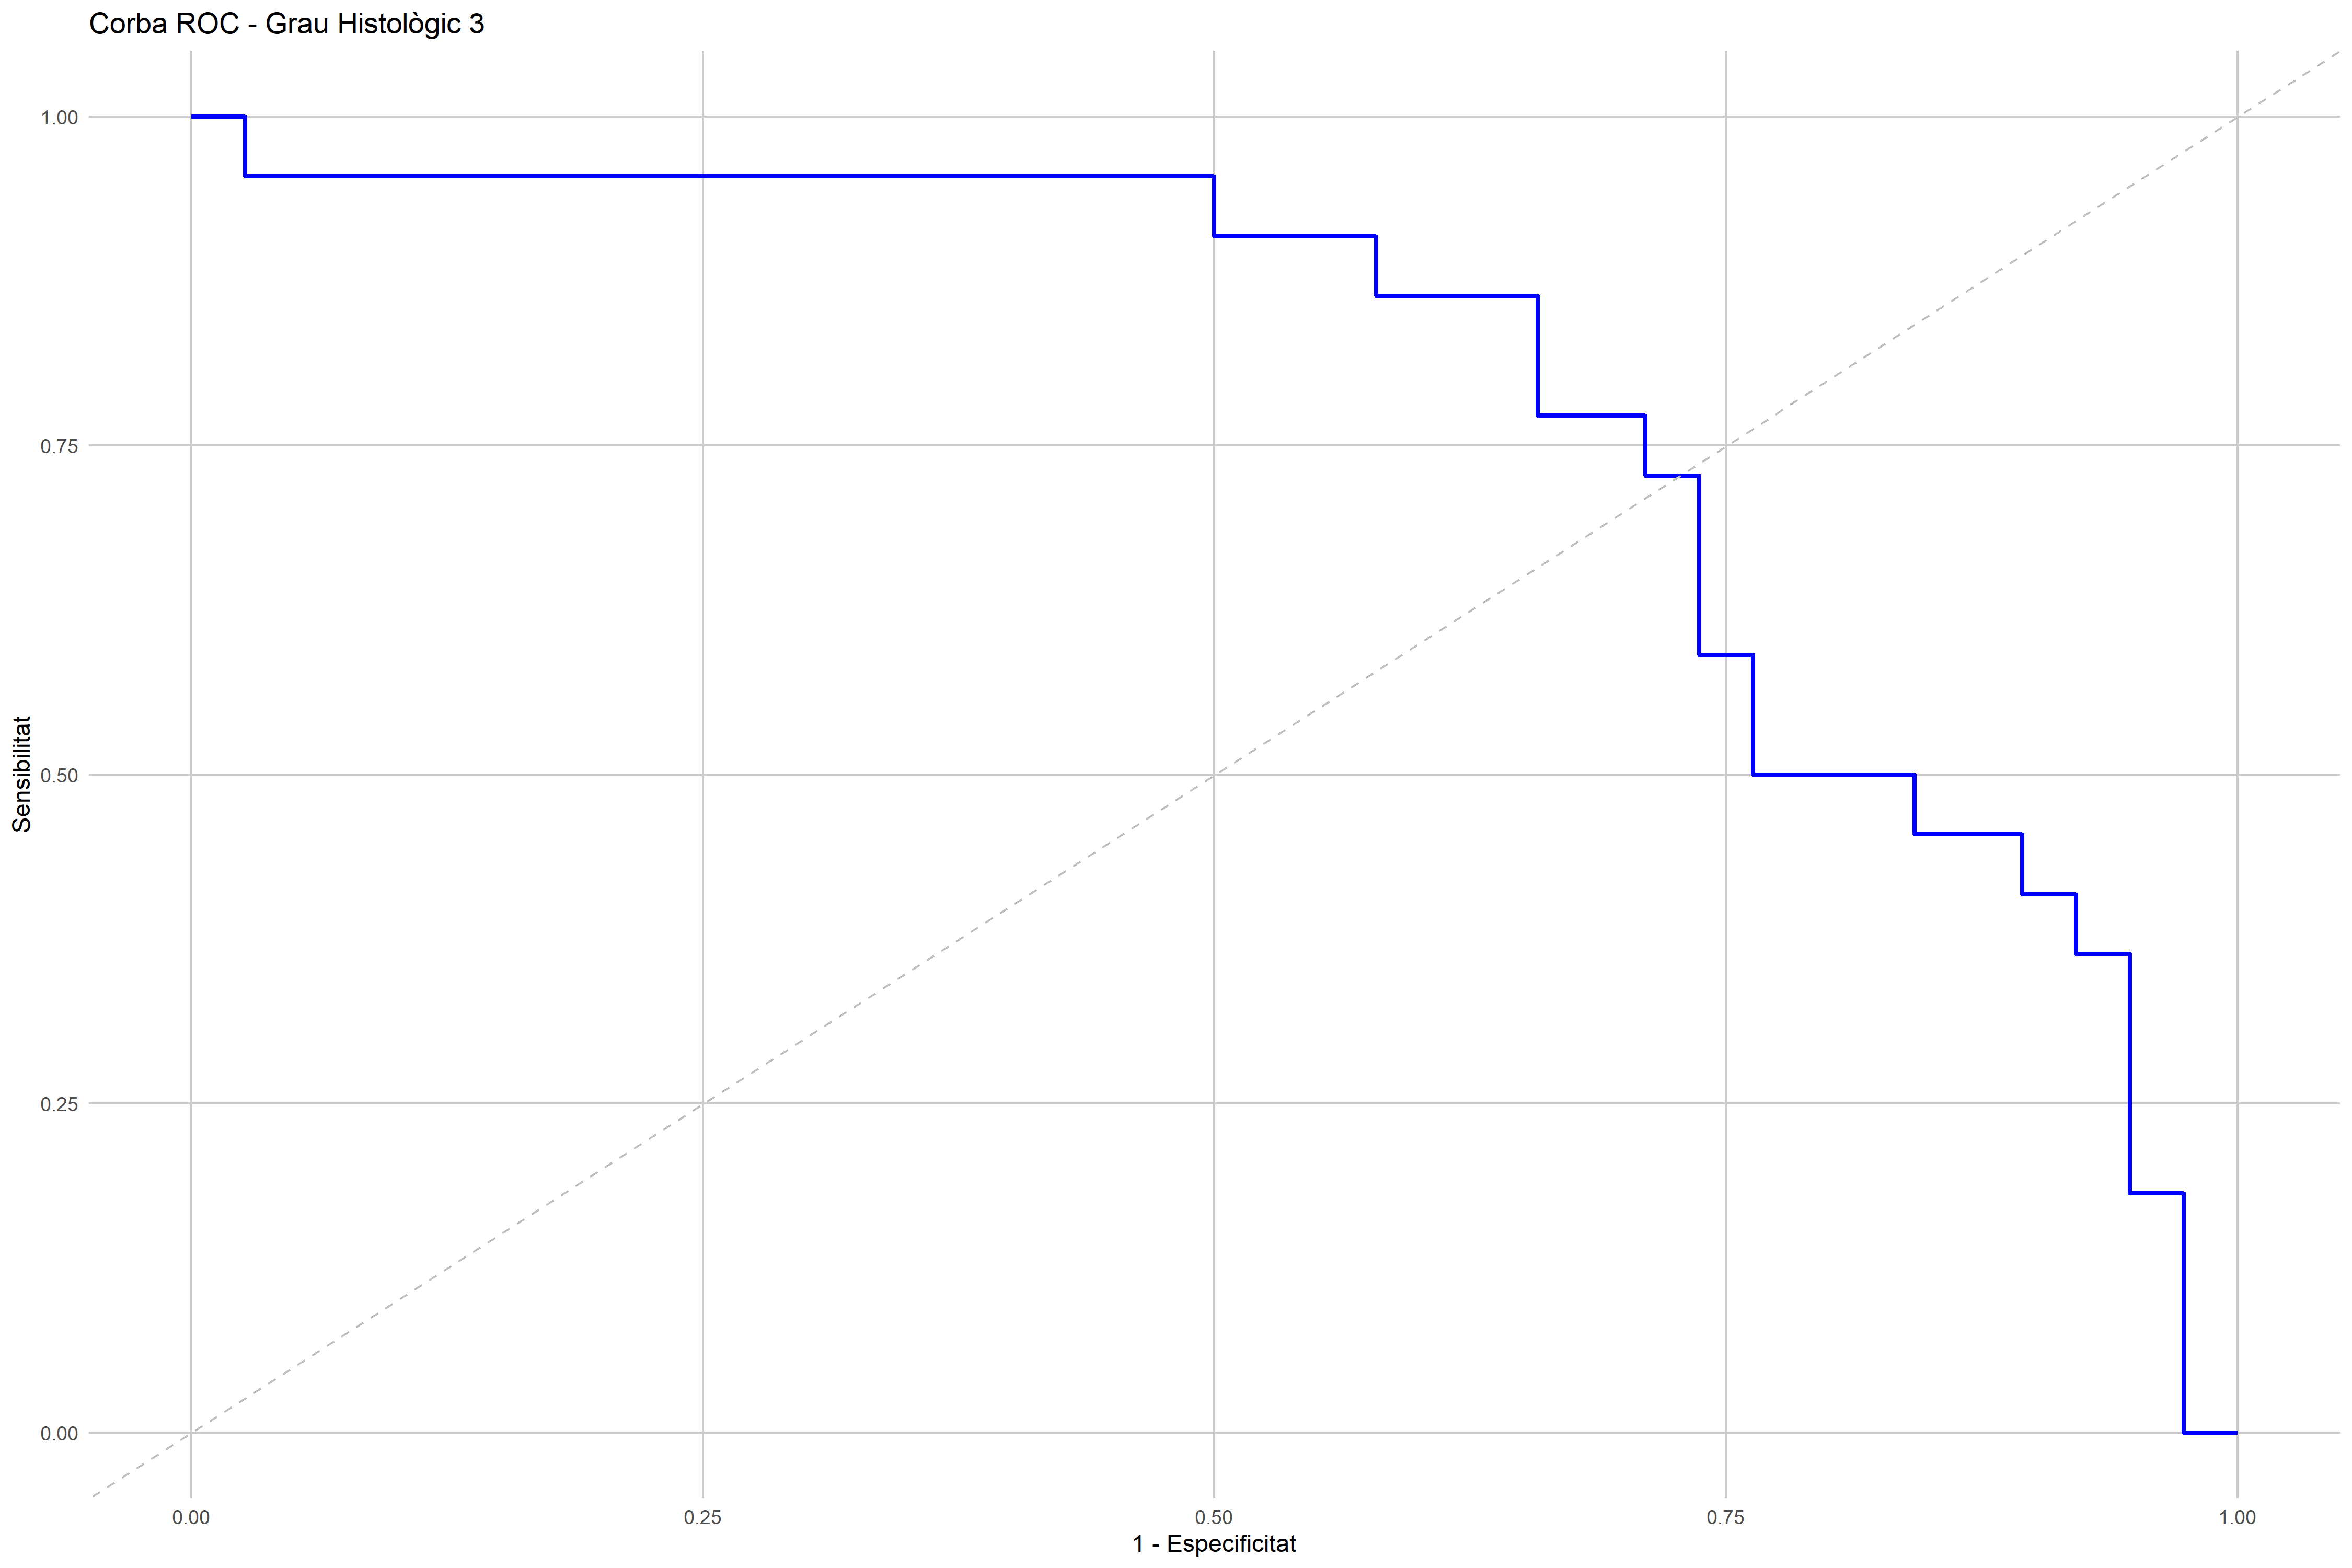 Corba ROC - Grau Histològic 3
1.00
0.75
0.50
0.25
0.00
Sensibilitat
0.00 0.25 0.50 0.75 1.00
1 - Especificitat